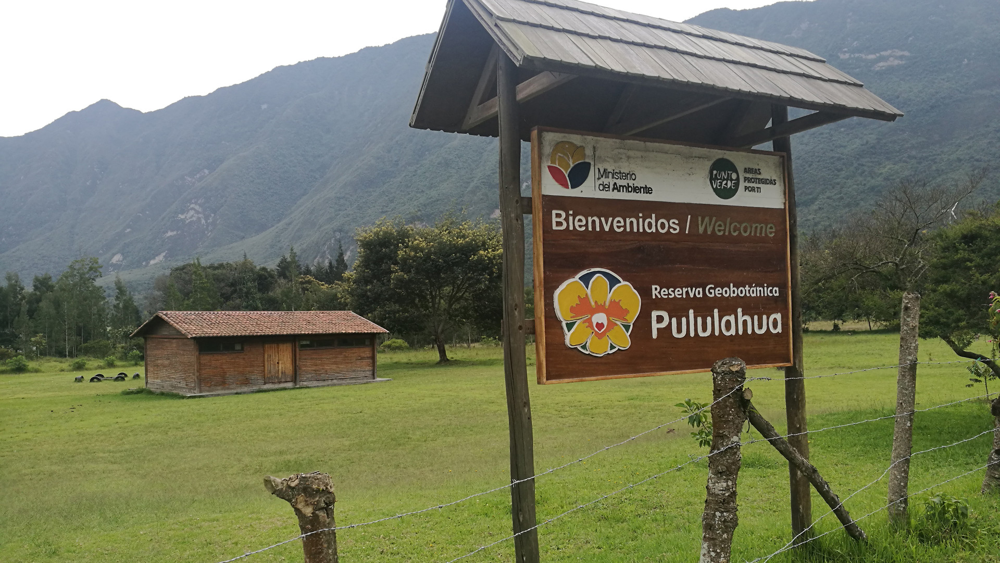 Ministerio
del Ambiente
PUNTO
VERDE
AREAS
PROTEGIDAS
POR TI
Bienvenidos / Welcome
Reserva Geobotánica
Pululahua